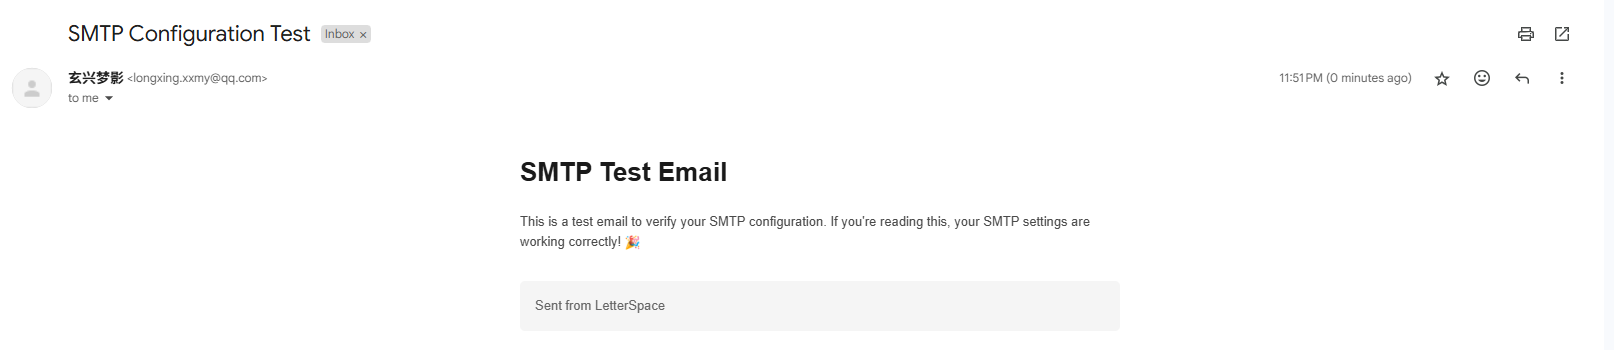 SMTP Configuration Test Inbox ×
玄兴梦影 <longxing.xxmy@qq.com> 11:51 PM (0 minutes ago)
to me
SMTP Test Email
This is a test email to verify your SMTP configuration. If you're reading this, your SMTP settings are
working correctly! 🎉
Sent from LetterSpace